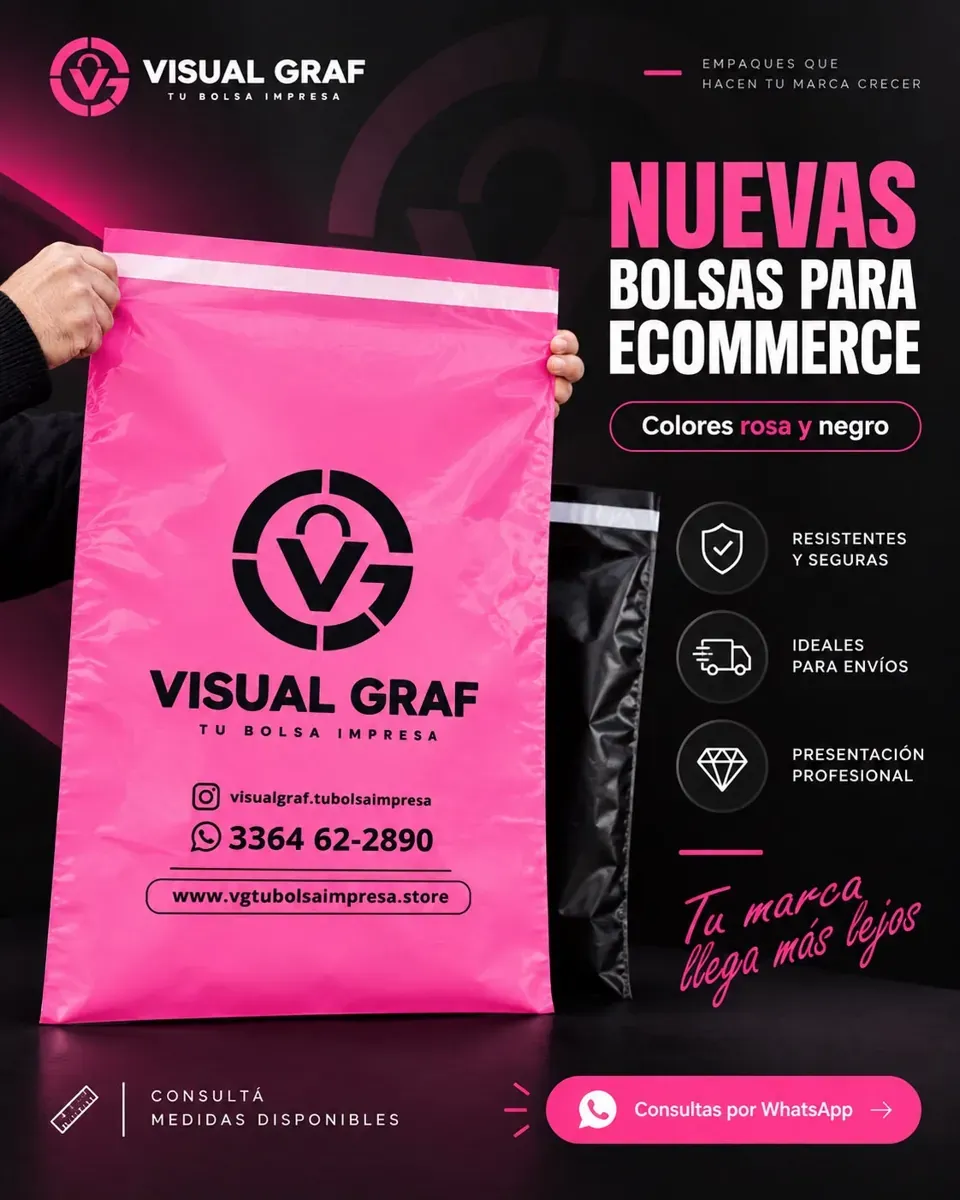 VISUAL GRAF
TU BOLSA IMPRESA
EMPAQUES QUE
HACEN TU MARCA CRECER
NUEVAS
BOLSAS PARA
ECOMMERCE
Colores rosa y negro
RESISTENTES
Y SEGURAS
IDEALES
PARA ENVÍOS
PRESENTACIÓN
PROFESIONAL
VG
VISUAL GRAF
TU BOLSA IMPRESA
visualgraf.tubolsaimpresa
3364 62-2890
www.vgtubolsaimpresa.store
Tu marca
llega más lejos
CONSULTÁ
MEDIDAS DISPONIBLES
Consultas por WhatsApp